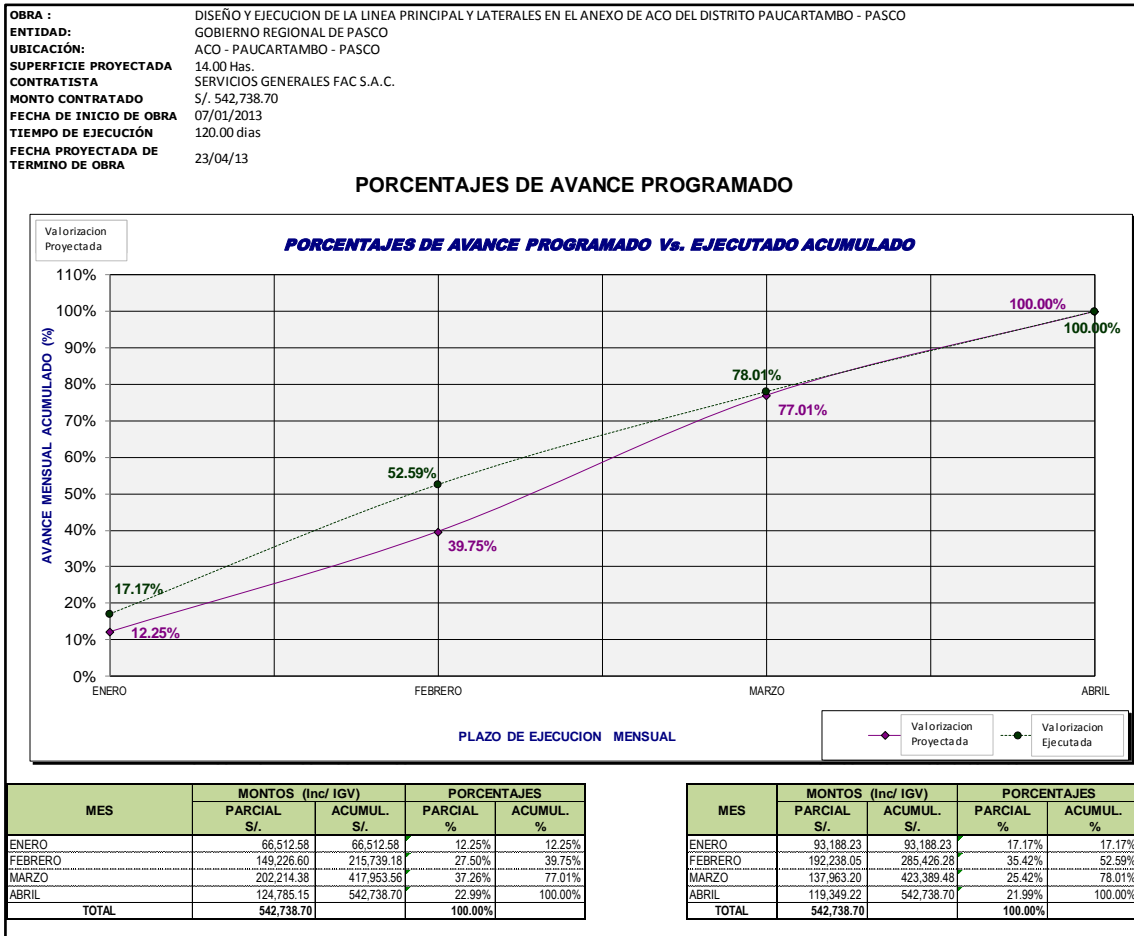 OBRA : DISEÑO Y EJECUCION DE LA LINEA PRINCIPAL Y LATERALES EN EL ANEXO DE ACO DEL DISTRITO PAUCARTAMBO - PASCO
ENTIDAD: GOBIERNO REGIONAL DE PASCO
UBICACIÓN: ACO - PAUCARTAMBO - PASCO
SUPERFICIE PROYECTADA 14.00 Has.
CONTRATISTA SERVICIOS GENERALES FAC S.A.C.
MONTO CONTRATADO S/. 542,738.70
FECHA DE INICIO DE OBRA 07/01/2013
TIEMPO DE EJECUCIÓN 120.00 dias
FECHA PROYECTADA DE
TERMINO DE OBRA 23/04/13
PORCENTAJES DE AVANCE PROGRAMADO
Valorizacion
Proyectada
PORCENTAJES DE AVANCE PROGRAMADO Vs. EJECUTADO ACUMULADO
AVANCE MENSUAL ACUMULADO (%)
110%
100%
90%
80%
70%
60%
50%
40%
30%
20%
10%
0%
17.17%
12.25%
52.59%
39.75%
78.01%
77.01%
100.00%
100.00%
ENERO FEBRERO MARZO ABRIL
PLAZO DE EJECUCION MENSUAL
Valorizacion
Proyectada
Valorizacion
Ejecutada
MES MONTOS (Inc/ IGV) PORCENTAJES
PARCIAL ACUMUL. PARCIAL ACUMUL.
S/. S/. % %
ENERO 66,512.58 66,512.58 12.25% 12.25%
FEBRERO 149,226.60 215,739.18 27.50% 39.75%
MARZO 202,214.38 417,953.56 37.26% 77.01%
ABRIL 124,785.15 542,738.70 22.99% 100.00%
TOTAL 542,738.70 100.00%
MES MONTOS (Inc/ IGV) PORCENTAJES
PARCIAL ACUMUL. PARCIAL ACUMUL.
S/. S/. % %
ENERO 93,188.23 93,188.23 17.17% 17.17%
FEBRERO 192,238.05 285,426.28 35.42% 52.59%
MARZO 137,963.20 423,389.48 25.42% 78.01%
ABRIL 119,349.22 542,738.70 21.99% 100.00%
TOTAL 542,738.70 100.00%